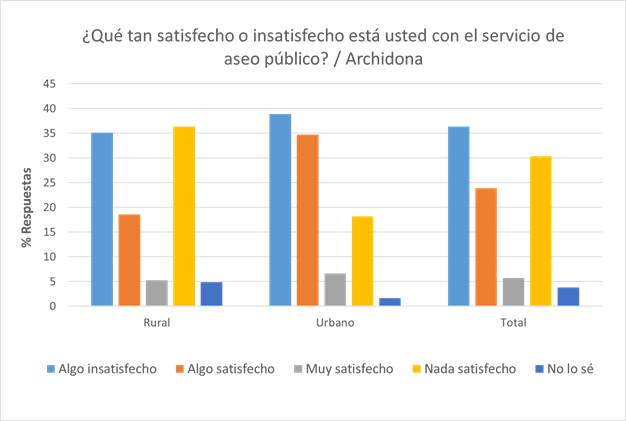 ¿Qué tan satisfecho o insatisfecho está usted con el servicio de
aseo público? / Archidona
% Respuestas
45
40
35
30
25
20
15
10
5
0
Rural Urbano Total
Algo insatisfecho Algo satisfecho Muy satisfecho Nada satisfecho No lo sé